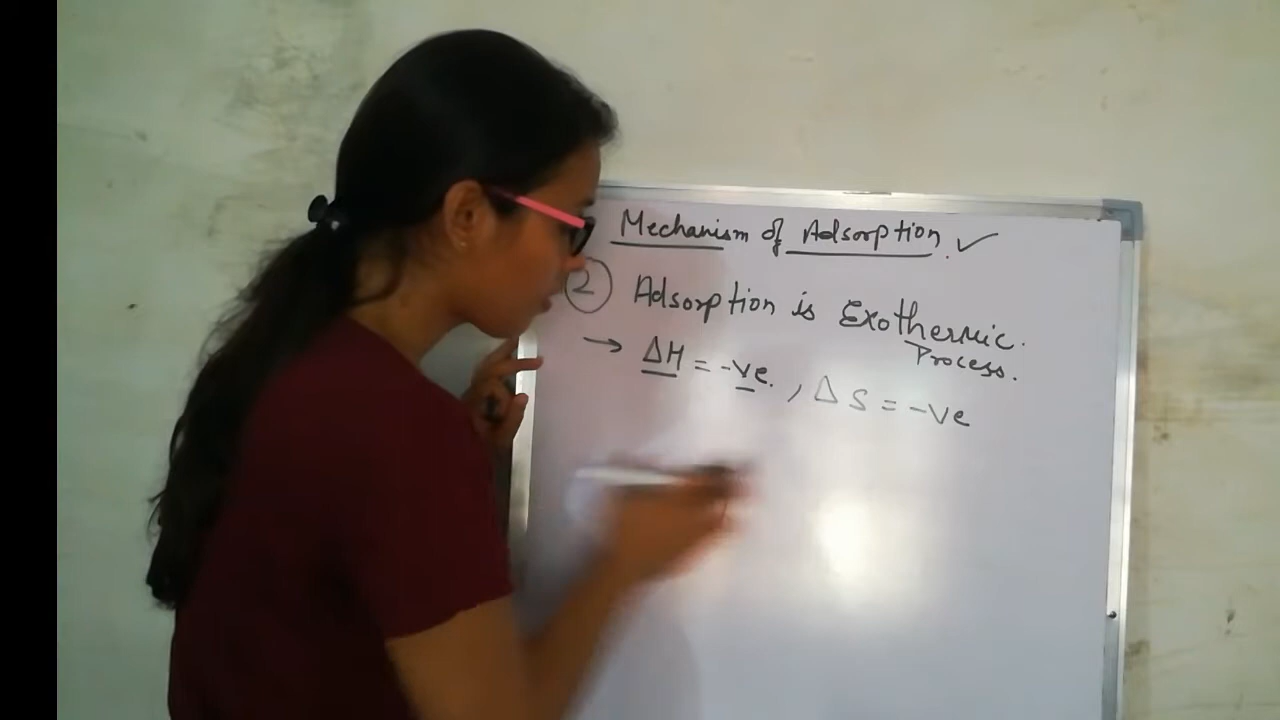 Mechanism of Adsorption. ✓
② Adsorption is Exothermic.
Process.
→ ΔH = -ve. , ΔS = -ve